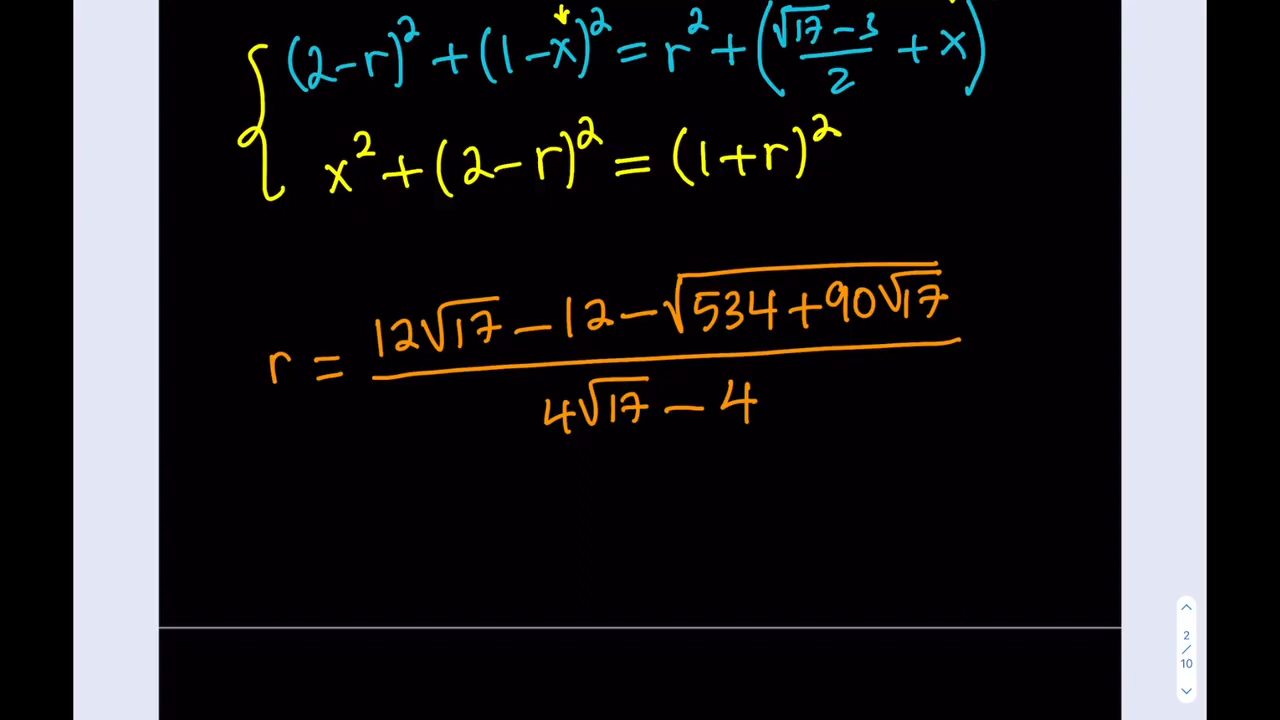 (2-r)² + (1-x)² = r² + (√17 - 3 / 2 + x)
x² + (2-r)² = (1+r)²
r = 12√17 - 12 - √(534 + 90√17) / 4√17 - 4
2
/
10